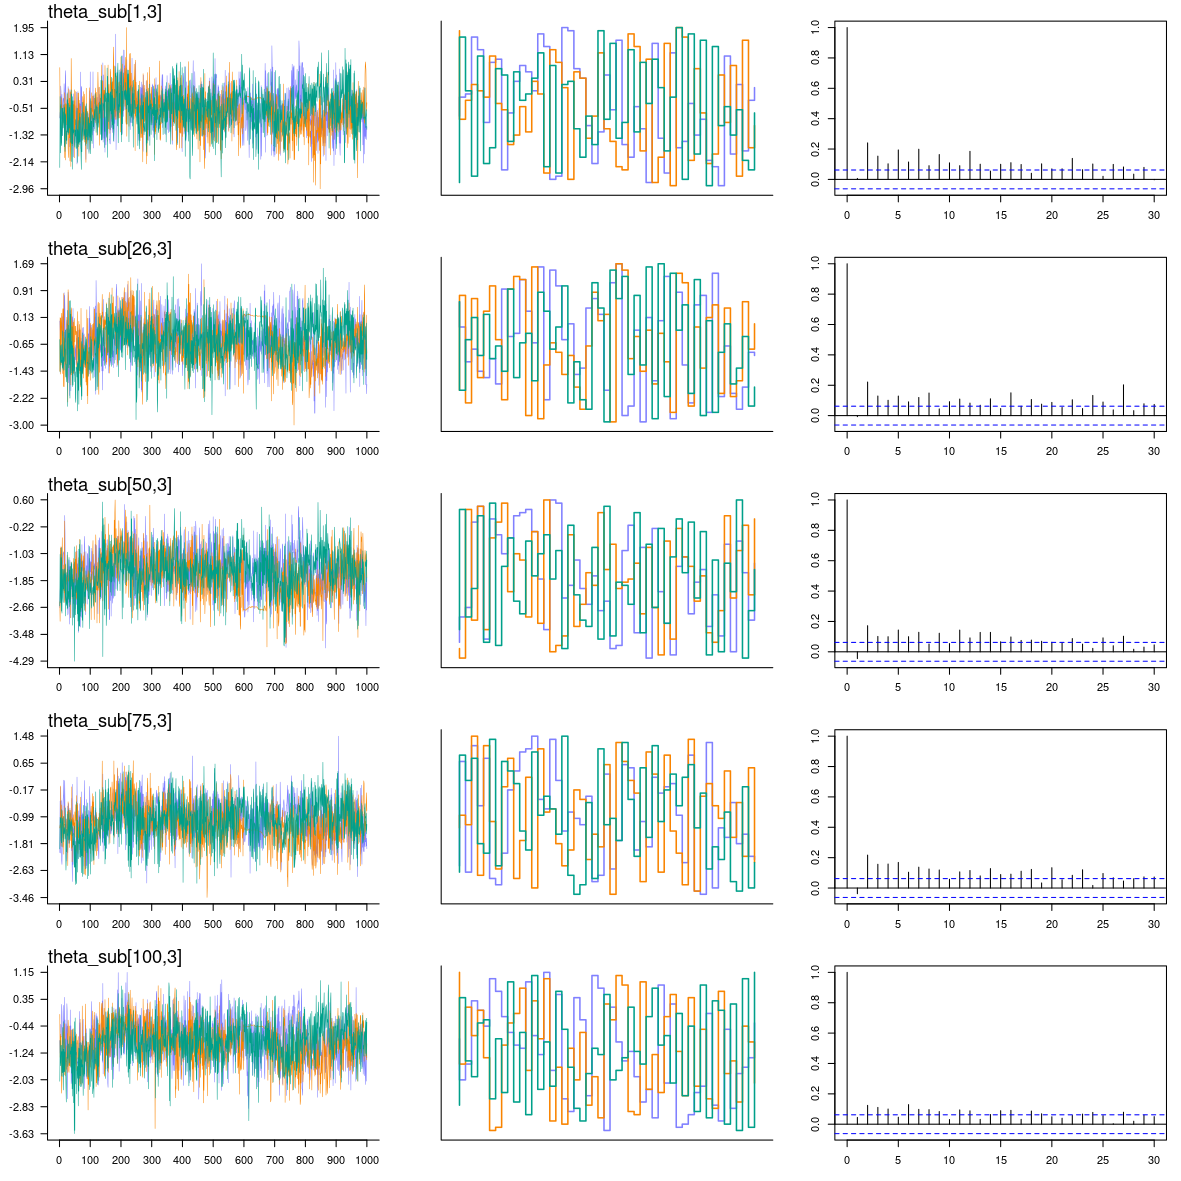 theta_sub[1,3]
1.95
1.13
0.31
-0.51
-1.32
-2.14
-2.96
0 100 200 300 400 500 600 700 800 900 1000
0.0 0.2 0.4 0.6 0.8 1.0
0 5 10 15 20 25 30
theta_sub[26,3]
1.69
0.91
0.13
-0.65
-1.43
-2.22
-3.00
0 100 200 300 400 500 600 700 800 900 1000
0.0 0.2 0.4 0.6 0.8 1.0
0 5 10 15 20 25 30
theta_sub[50,3]
0.60
-0.22
-1.03
-1.85
-2.66
-3.48
-4.29
0 100 200 300 400 500 600 700 800 900 1000
0.0 0.2 0.4 0.6 0.8 1.0
0 5 10 15 20 25 30
theta_sub[75,3]
1.48
0.65
-0.17
-0.99
-1.81
-2.63
-3.46
0 100 200 300 400 500 600 700 800 900 1000
0.0 0.2 0.4 0.6 0.8 1.0
0 5 10 15 20 25 30
theta_sub[100,3]
1.15
0.35
-0.44
-1.24
-2.03
-2.83
-3.63
0 100 200 300 400 500 600 700 800 900 1000
0.0 0.2 0.4 0.6 0.8 1.0
0 5 10 15 20 25 30